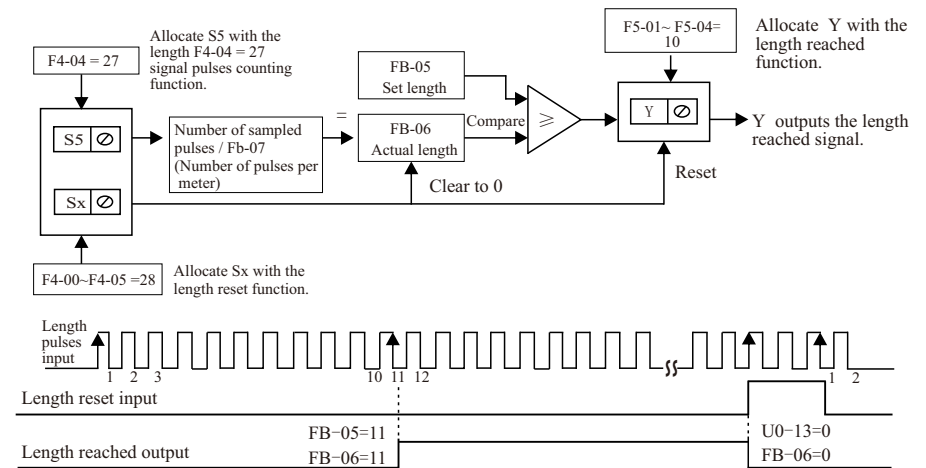 F4-04 = 27
Allocate S5 with the
length F4-04 = 27
signal pulses counting
function.
FB-05
Set length
F5-01~ F5-04=
10
Allocate Y with the
length reached
function.
S5
Number of sampled
pulses / Fb-07
(Number of pulses per
meter)
=
FB-06
Actual length
Compare
≥
Y
Y outputs the length
reached signal.
Sx
Clear to 0
Reset
F4-00~F4-05 =28
Allocate Sx with the
length reset function.
Length
pulses
input
1 2 3 10 11 12 1 2
Length reset input
Length reached output
FB-05=11
FB-06=11
U0-13=0
FB-06=0